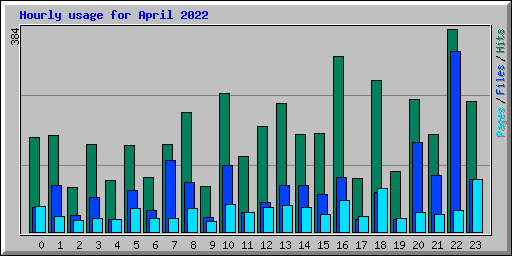 Hourly usage for April 2022
384
Pages / Files / Hits
0 1 2 3 4 5 6 7 8 9 10 11 12 13 14 15 16 17 18 19 20 21 22 23